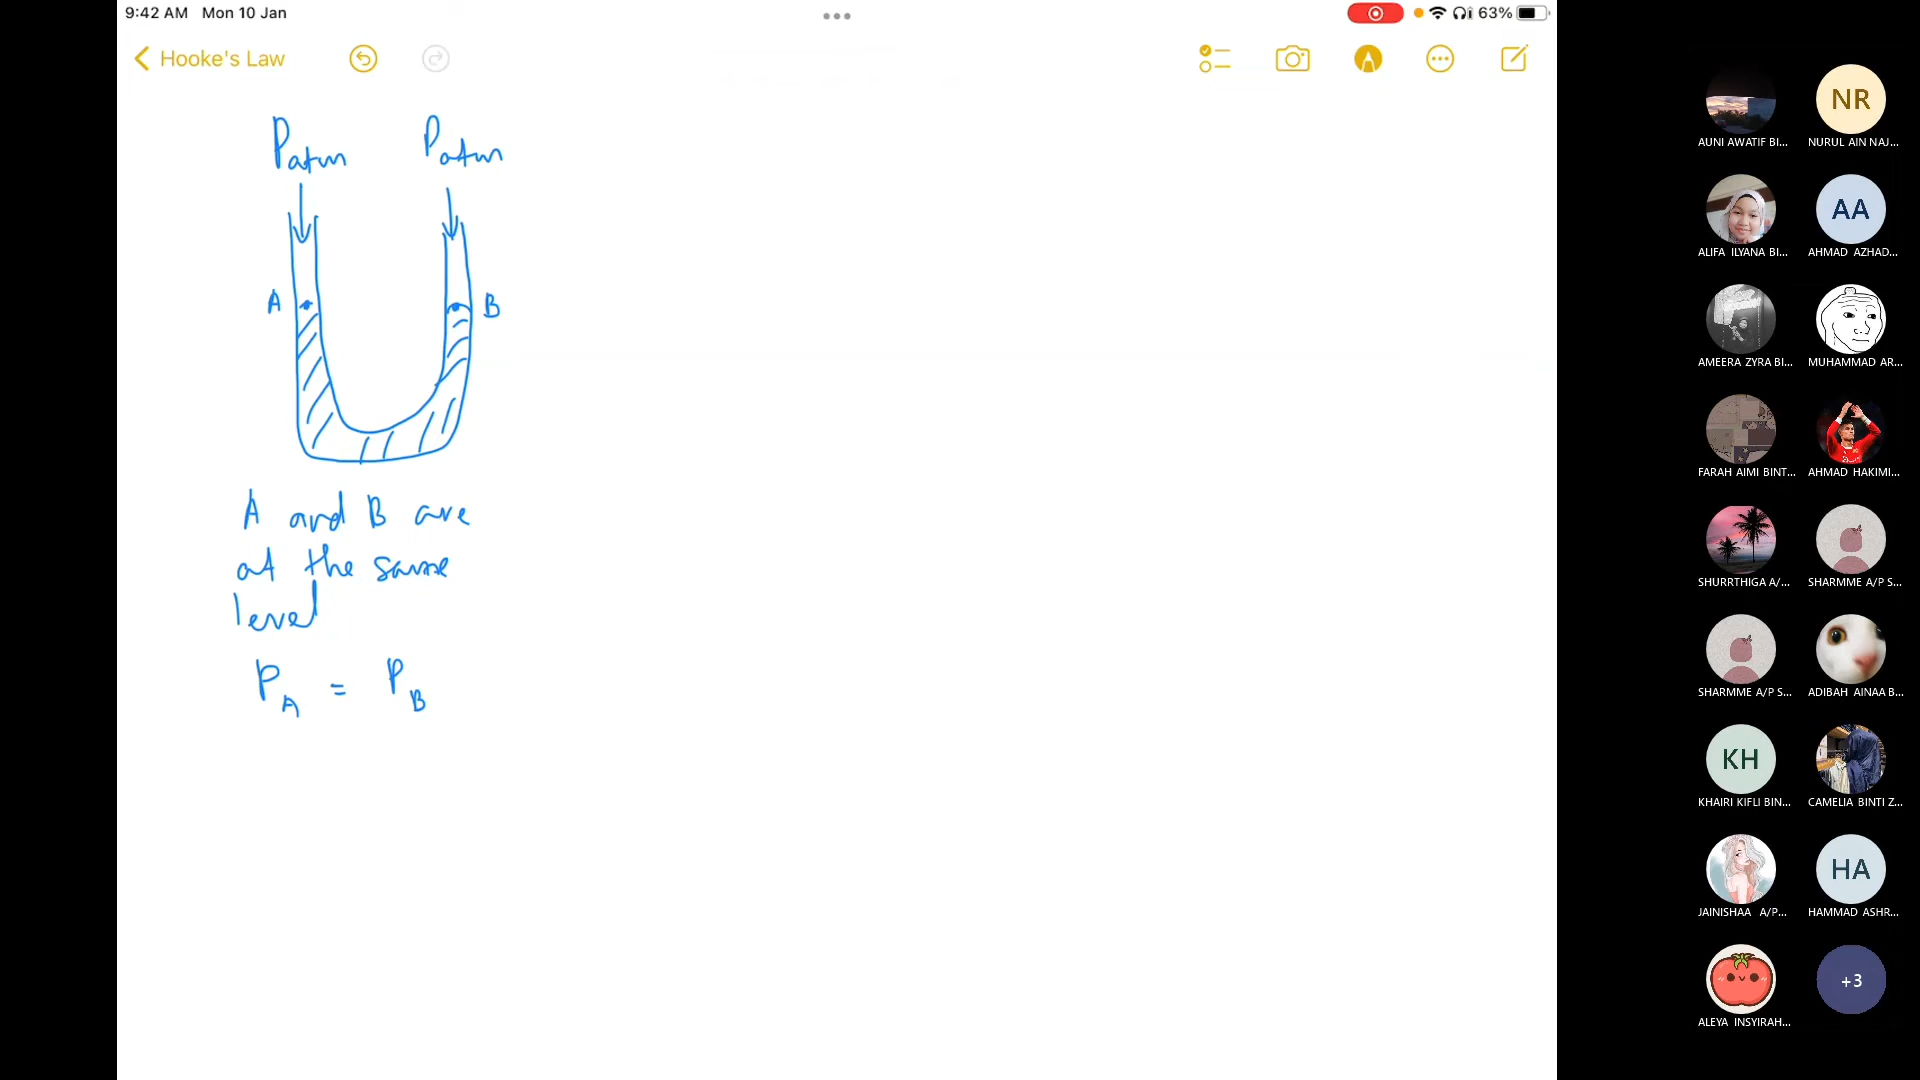 9:42 AM Mon 10 Jan
63%
Hooke's Law
Patm Patm
A B
A and B are
at the same
level
PA = PB
NR
AUNI AWATIF BI... NURUL AIN NAJ...
AA
ALIFA ILYANA BI... AHMAD AZHAD...
AMEERA ZYRA BI... MUHAMMAD AR...
FARAH AIMI BINT... AHMAD HAKIMI...
SHURRTHIGA A/... SHARMME A/P S...
SHARMME A/P S... ADIBAH AINAA B...
KH
KHAIRI KIFLI BIN... CAMELIA BINTI Z...
HA
JAINISHAA A/P... HAMMAD ASHR...
+3
ALEYA INSYIRAH...